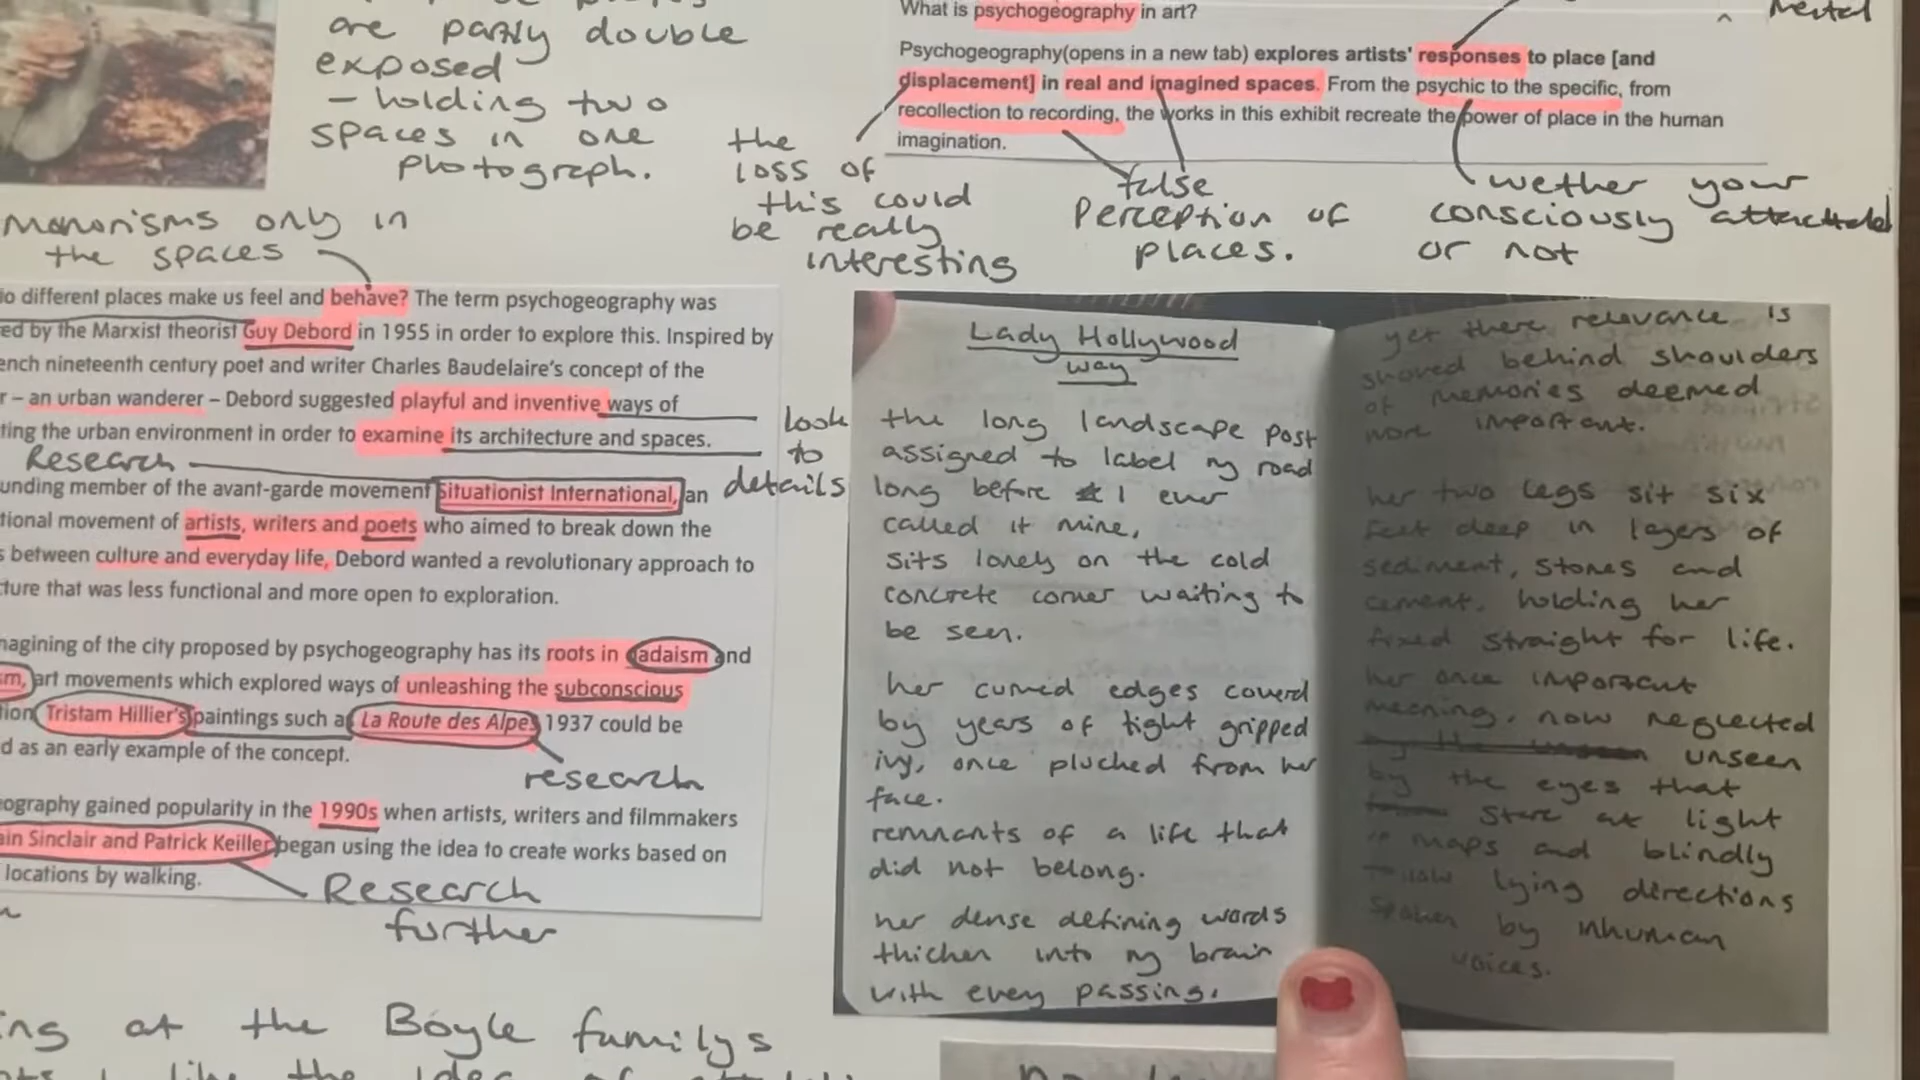 are partly double
exposed
- holding two
spaces in one
photograph.
What is psychogeography in art?
Psychogeography(opens in a new tab) explores artists' responses to place [and
displacement] in real and imagined spaces. From the psychic to the specific, from
recollection to recording, the works in this exhibit recreate the power of place in the human
imagination.
mental
the
loss of
this could
be really
interesting
false
perception of
places.
wether your
consciously attacthed
or not
manorisms only in
the spaces
do different places make us feel and behave? The term psychogeography was
ed by the Marxist theorist Guy Debord in 1955 in order to explore this. Inspired by
ench nineteenth century poet and writer Charles Baudelaire's concept of the
r – an urban wanderer – Debord suggested playful and inventive ways of
ting the urban environment in order to examine its architecture and spaces.
Research
look
to
details
unding member of the avant-garde movement Situationist International, an
tional movement of artists, writers and poets who aimed to break down the
s between culture and everyday life, Debord wanted a revolutionary approach to
cture that was less functional and more open to exploration.
magining of the city proposed by psychogeography has its roots in dadaism and
sm, art movements which explored ways of unleashing the subconscious
tion Tristam Hillier's paintings such as La Route des Alpes 1937 could be
d as an early example of the concept.
research
eography gained popularity in the 1990s when artists, writers and filmmakers
ain Sinclair and Patrick Keiller began using the idea to create works based on
locations by walking.
Research
further
Lady Hollywood
way
the long landscape post
assigned to label my road
long before I ever
called it mine,
sits lonely on the cold
concrete corner waiting to
be seen.
her curved edges coverd
by years of tight gripped
ivy, once plucked from her
face.
remnants of a life that
did not belong.
her dense defining words
thicken into my brain
with every passing.
yet there relevance is
shoved behind shoulders
of memories deemed
more important.
her two legs sit six
feet deep in layers of
sediment, stones and
cement, holding her
fixed straight for life.
her once important
meaning, now neglected
unseen
by the eyes that
stare at light
maps and blindly
lying directions
spoken by inhuman
voices.
ing at the Boyle familys
I like the idea of